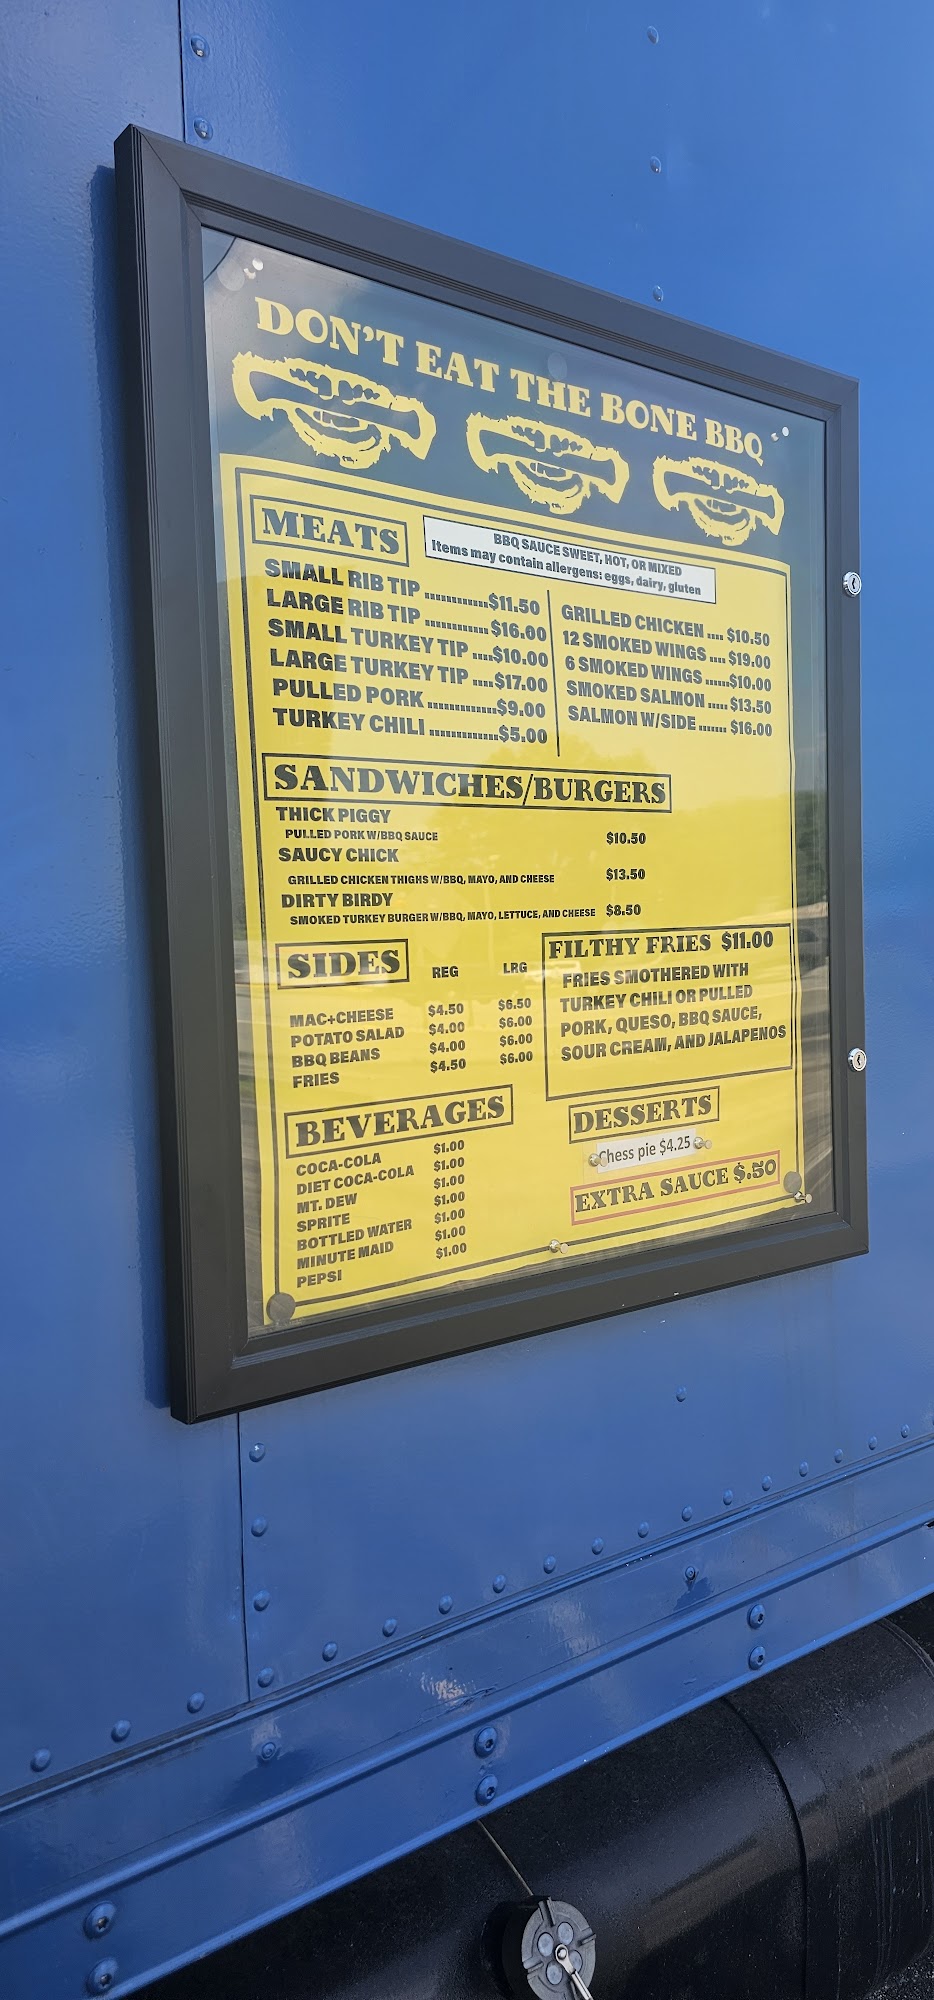 DON'T EAT THE BONE BBQ
MEATS
BBQ SAUCE SWEET, HOT, OR MIXED
Items may contain allergens: eggs, dairy, gluten
SMALL RIB TIP ............$11.50
LARGE RIB TIP ............$16.00
SMALL TURKEY TIP ....$10.00
LARGE TURKEY TIP ....$17.00
PULLED PORK .............$9.00
TURKEY CHILI .............$5.00
GRILLED CHICKEN .... $10.50
12 SMOKED WINGS .... $19.00
6 SMOKED WINGS ......$10.00
SMOKED SALMON ..... $13.50
SALMON W/SIDE ....... $16.00
SANDWICHES/BURGERS
THICK PIGGY
PULLED PORK W/BBQ SAUCE $10.50
SAUCY CHICK
GRILLED CHICKEN THIGHS W/BBQ, MAYO, AND CHEESE $13.50
DIRTY BIRDY
SMOKED TURKEY BURGER W/BBQ, MAYO, LETTUCE, AND CHEESE $8.50
SIDES REG LRG
MAC+CHEESE $4.50 $6.50
POTATO SALAD $4.00 $6.00
BBQ BEANS $4.00 $6.00
FRIES $4.50 $6.00
FILTHY FRIES $11.00
FRIES SMOTHERED WITH
TURKEY CHILI OR PULLED
PORK, QUESO, BBQ SAUCE,
SOUR CREAM, AND JALAPENOS
BEVERAGES
COCA-COLA $1.00
DIET COCA-COLA $1.00
MT. DEW $1.00
SPRITE $1.00
BOTTLED WATER $1.00
MINUTE MAID $1.00
PEPSI $1.00
DESSERTS
Chess pie $4.25
EXTRA SAUCE $.50